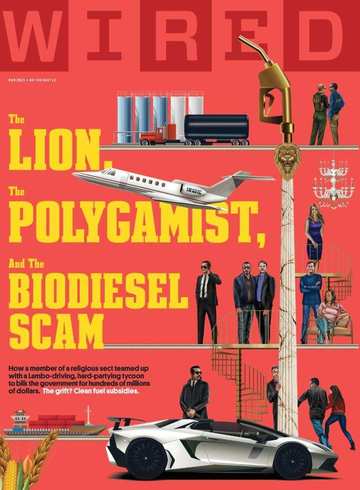 WIRED
The
LION,
The
POLYGAMIST,
And The
BIODIESEL
SCAM
How a member of a religious sect teamed up
with a Lambo-driving, hard-partying tycoon
to bilk the government for hundreds of millions
of dollars. The grift? Clean fuel subsidies.